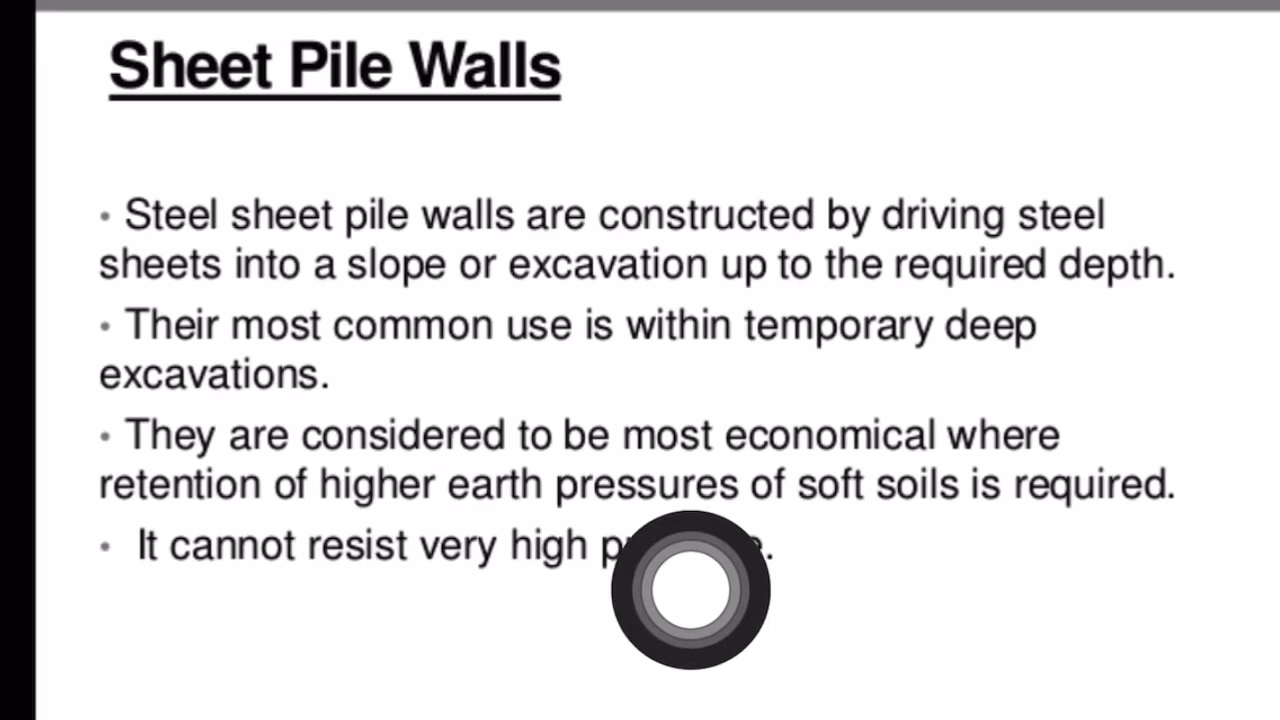 Sheet Pile Walls
• Steel sheet pile walls are constructed by driving steel
sheets into a slope or excavation up to the required depth.
• Their most common use is within temporary deep
excavations.
• They are considered to be most economical where
retention of higher earth pressures of soft soils is required.
• It cannot resist very high